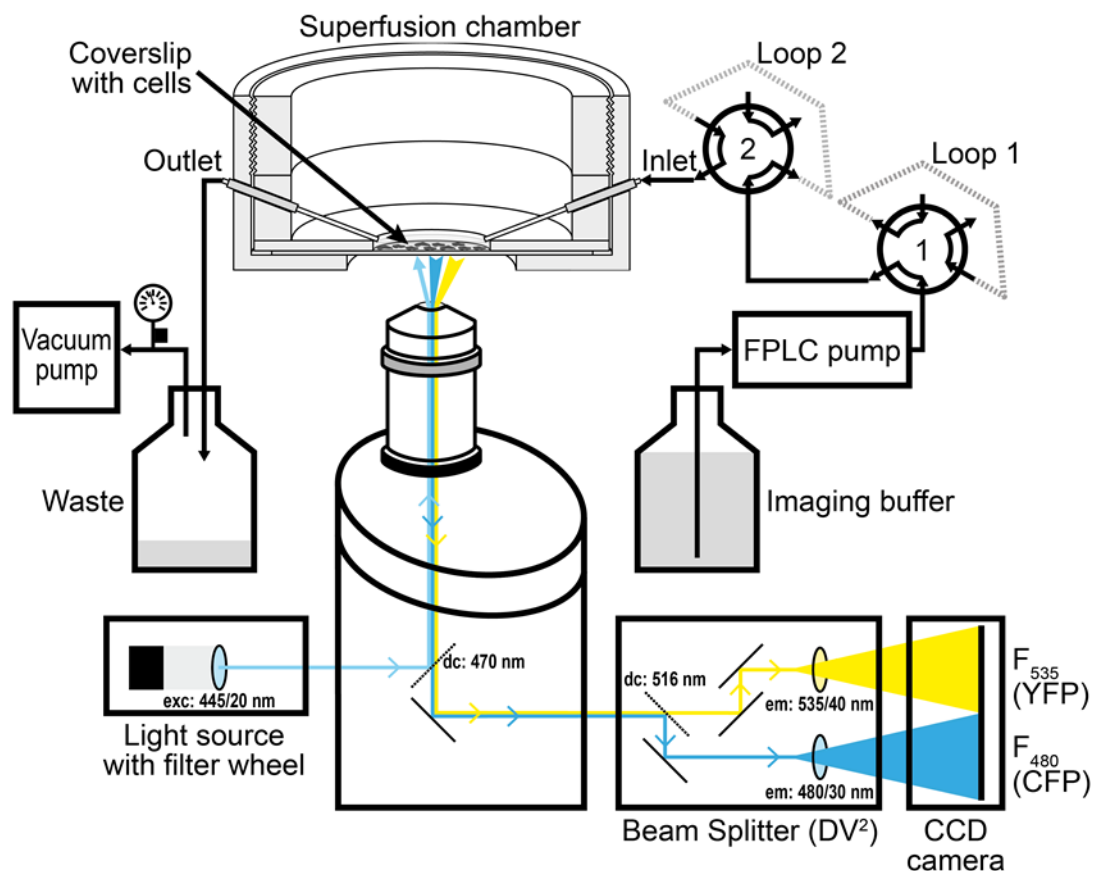 Superfusion chamber
Coverslip
with cells
Loop 2
Outlet
Inlet
2
Loop 1
1
Vacuum
pump
FPLC pump
Waste
Imaging buffer
dc: 470 nm
exc: 445/20 nm
Light source
with filter wheel
dc: 516 nm
em: 535/40 nm
em: 480/30 nm
F535
(YFP)
F480
(CFP)
Beam Splitter (DV²)
CCD
camera